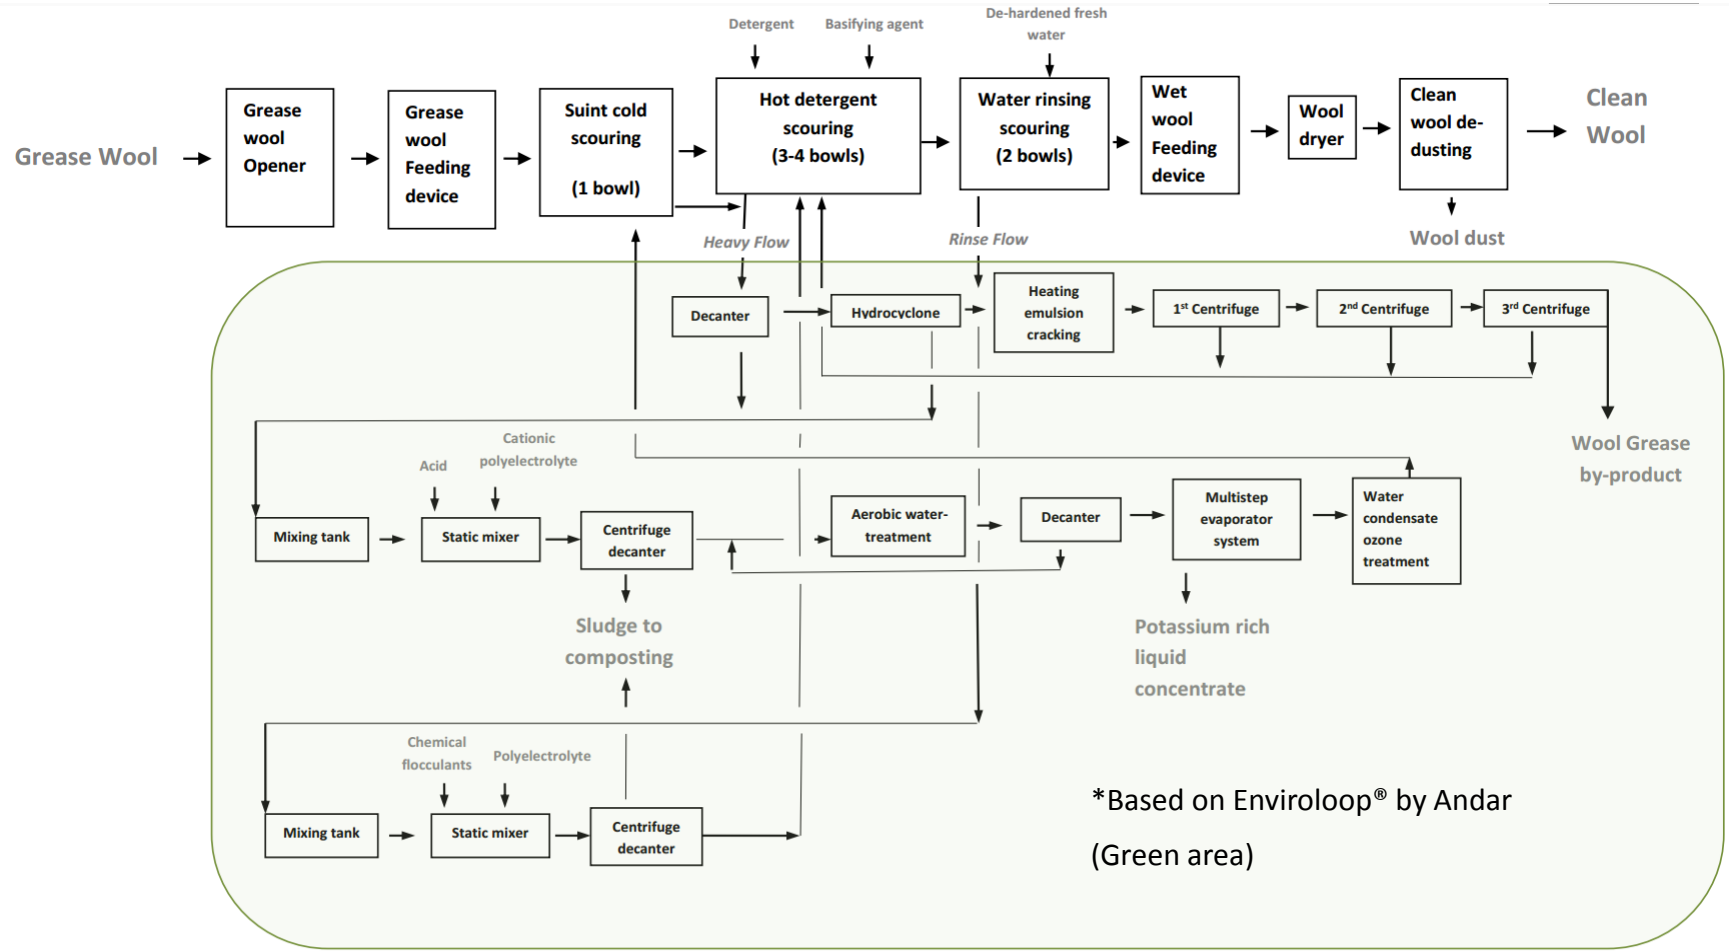 De-hardened fresh
water
Detergent
Basifying agent
Grease Wool
Grease
wool
Opener
Grease
wool
Feeding
device
Suint cold
scouring
(1 bowl)
Hot detergent
scouring
(3-4 bowls)
Water rinsing
scouring
(2 bowls)
Wet
wool
Feeding
device
Wool
dryer
Clean
wool de-
dusting
Clean
Wool
Heavy Flow
Rinse Flow
Wool dust
Decanter
Hydrocyclone
Heating
emulsion
cracking
1st Centrifuge
2nd Centrifuge
3rd Centrifuge
Wool Grease
by-product
Acid
Cationic
polyelectrolyte
Mixing tank
Static mixer
Centrifuge
decanter
Aerobic water-
treatment
Decanter
Multistep
evaporator
system
Water
condensate
ozone
treatment
Sludge to
composting
Potassium rich
liquid
concentrate
Chemical
flocculants
Polyelectrolyte
Mixing tank
Static mixer
Centrifuge
decanter
*Based on Enviroloop® by Andar
(Green area)